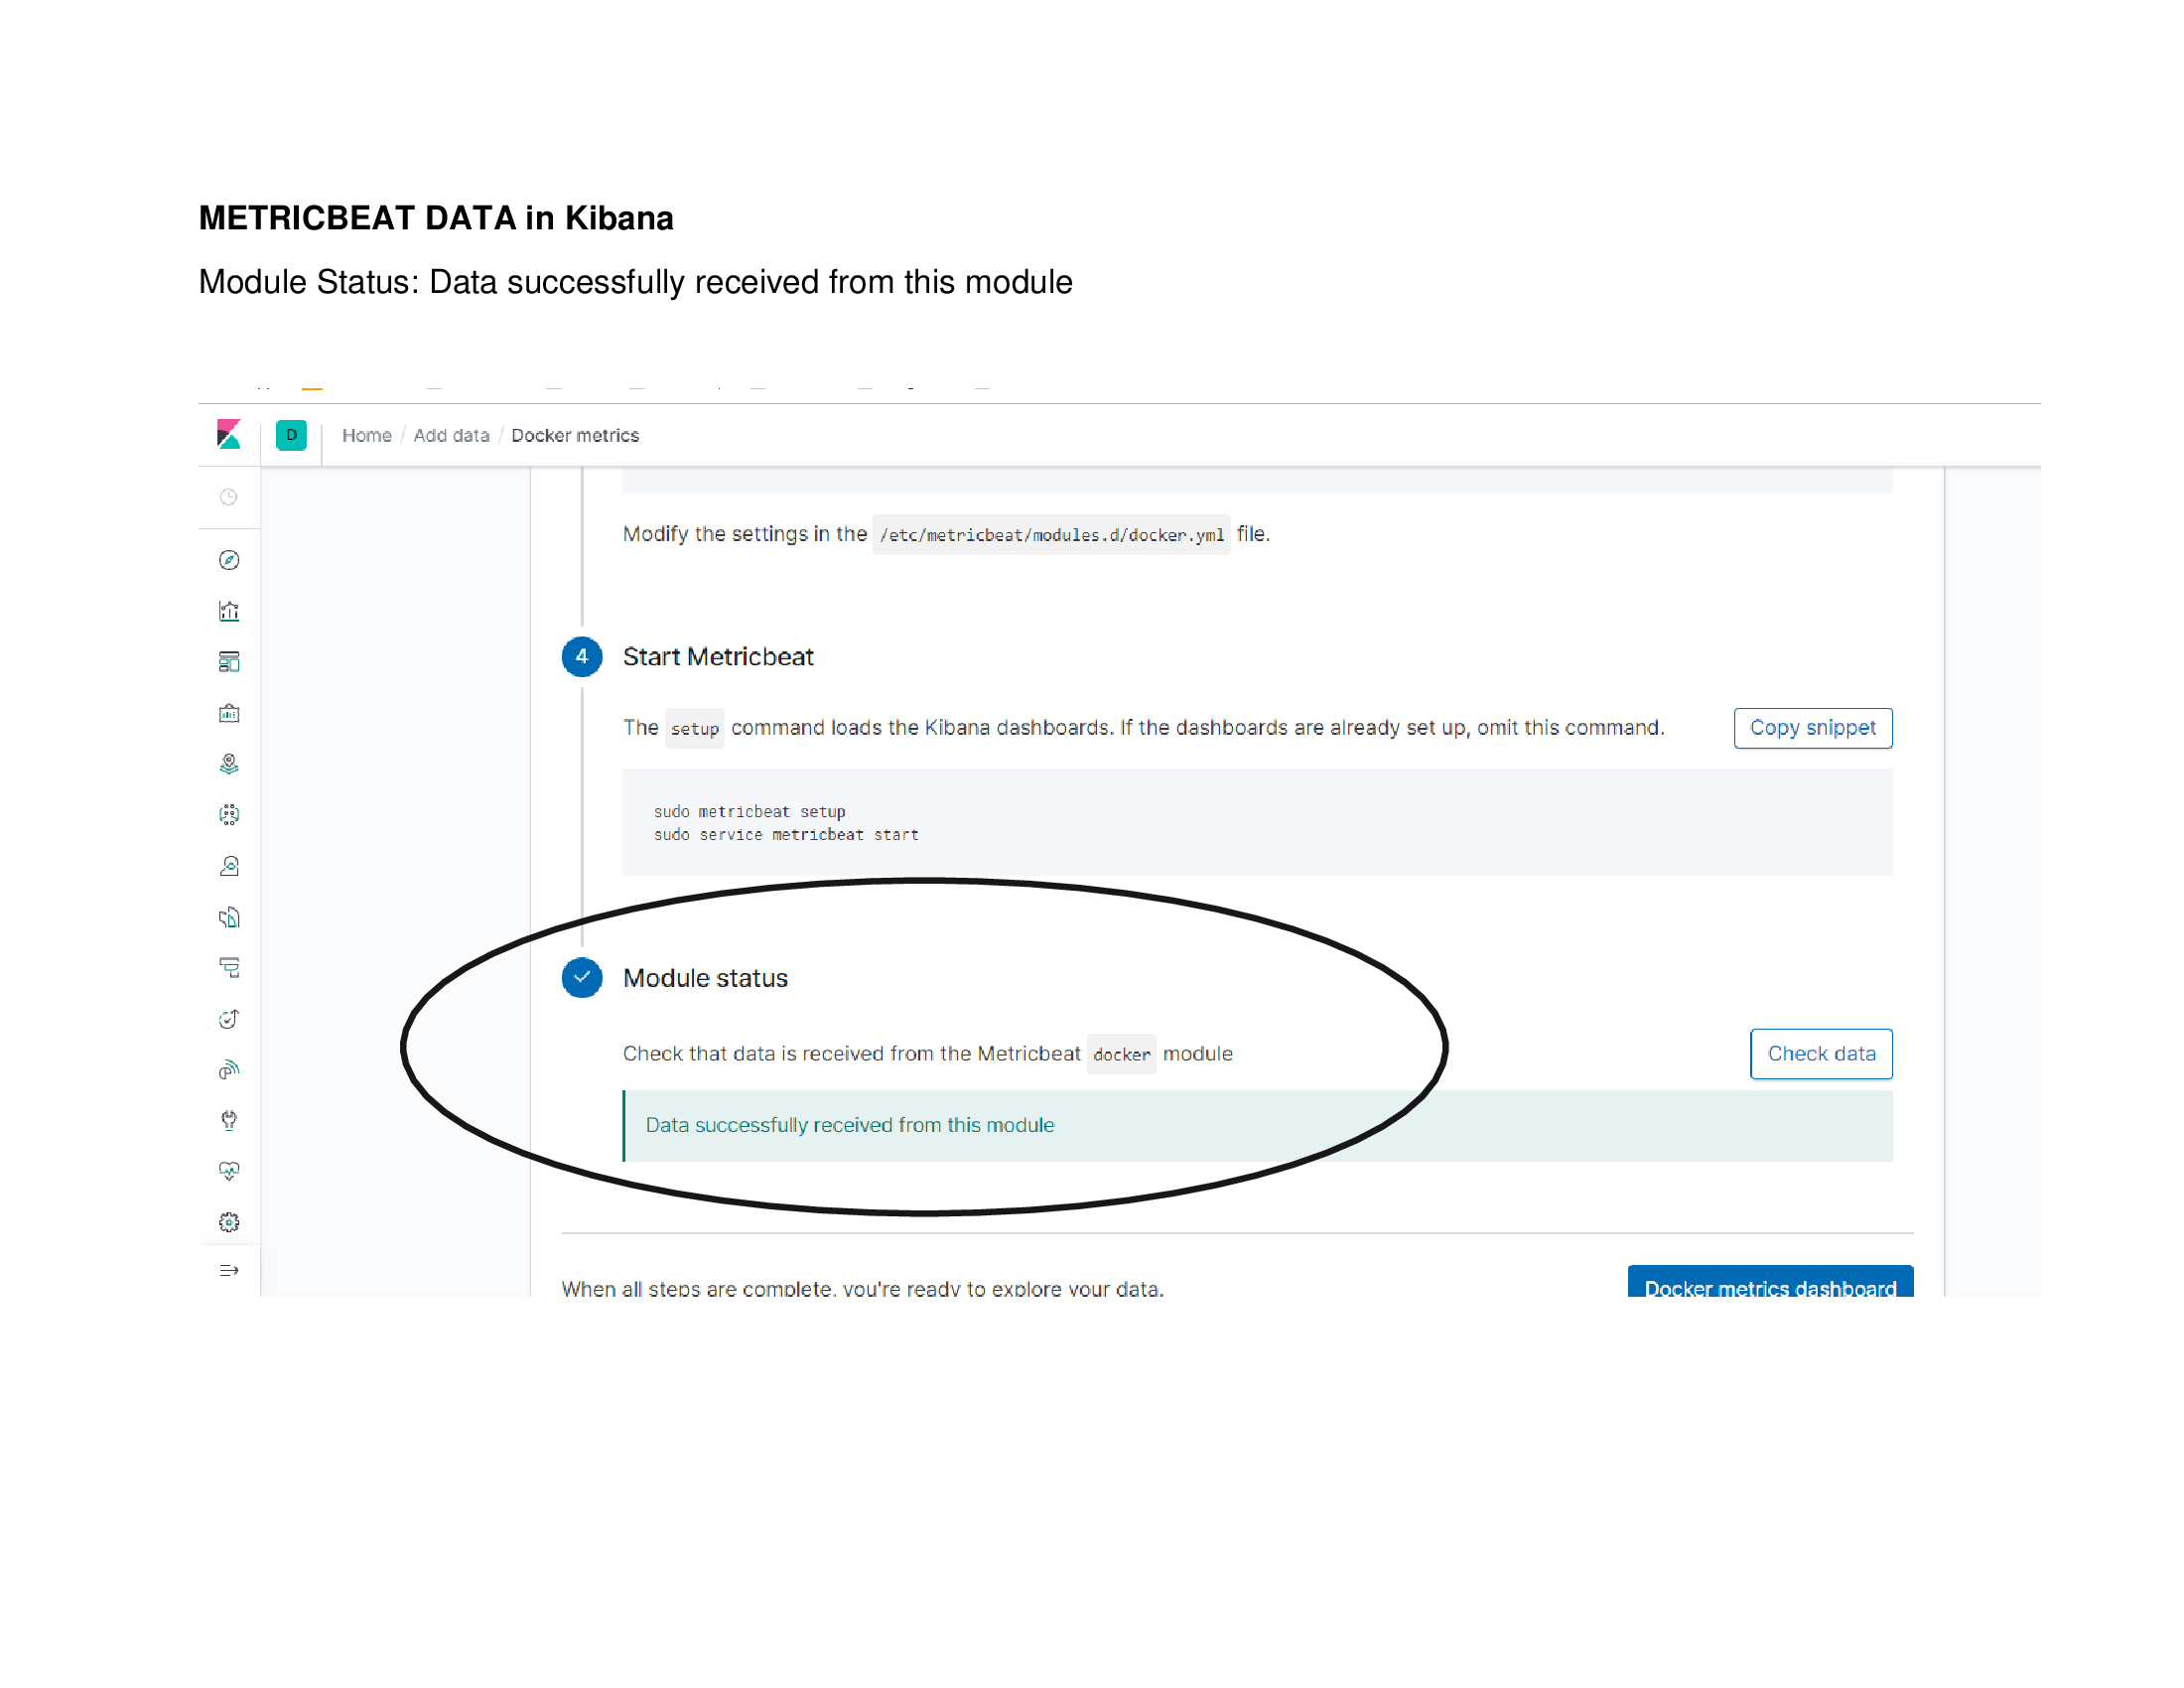 METRICBEAT DATA in Kibana
Module Status: Data successfully received from this module
D Home / Add data / Docker metrics
Modify the settings in the /etc/metricbeat/modules.d/docker.yml file.
4 Start Metricbeat
The setup command loads the Kibana dashboards. If the dashboards are already set up, omit this command. Copy snippet
sudo metricbeat setup
sudo service metricbeat start
Module status
Check that data is received from the Metricbeat docker module Check data
Data successfully received from this module
When all steps are complete, you're ready to explore your data. Docker metrics dashboard